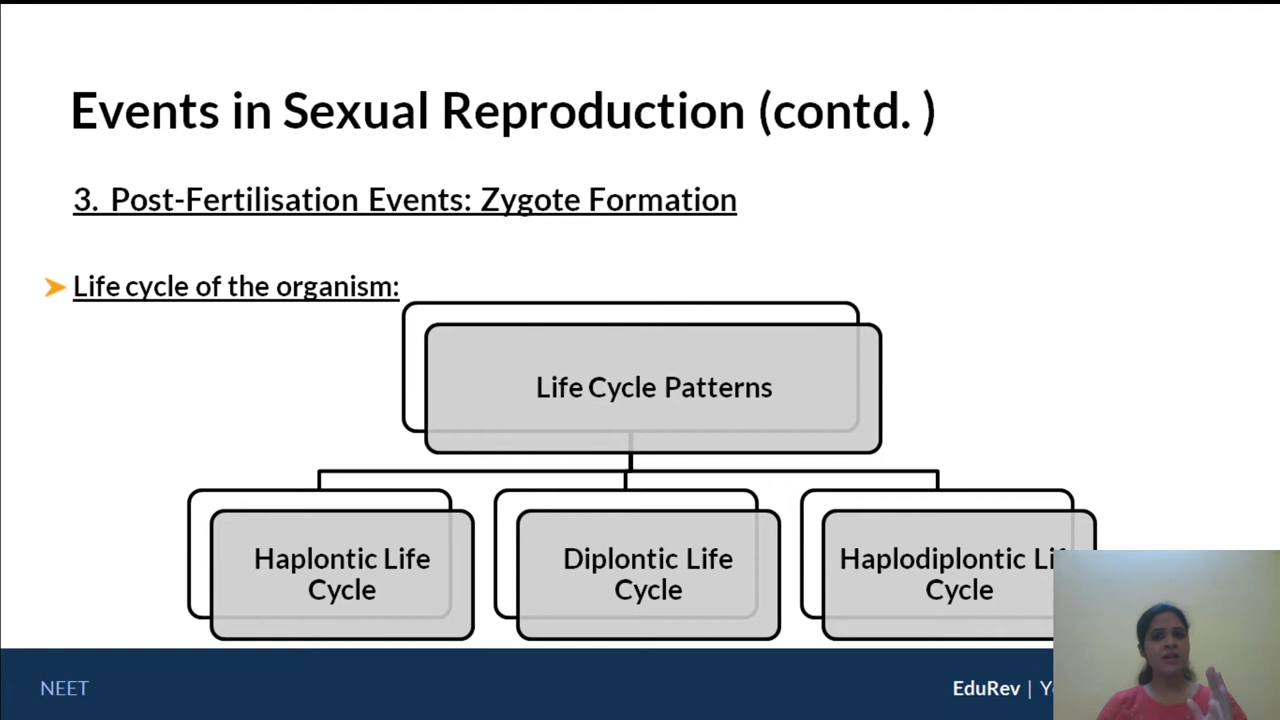 Events in Sexual Reproduction (contd. )
3. Post-Fertilisation Events: Zygote Formation
Life cycle of the organism:
Life Cycle Patterns
Haplontic Life
Cycle
Diplontic Life
Cycle
Haplodiplontic
Cycle
NEET
EduRev |